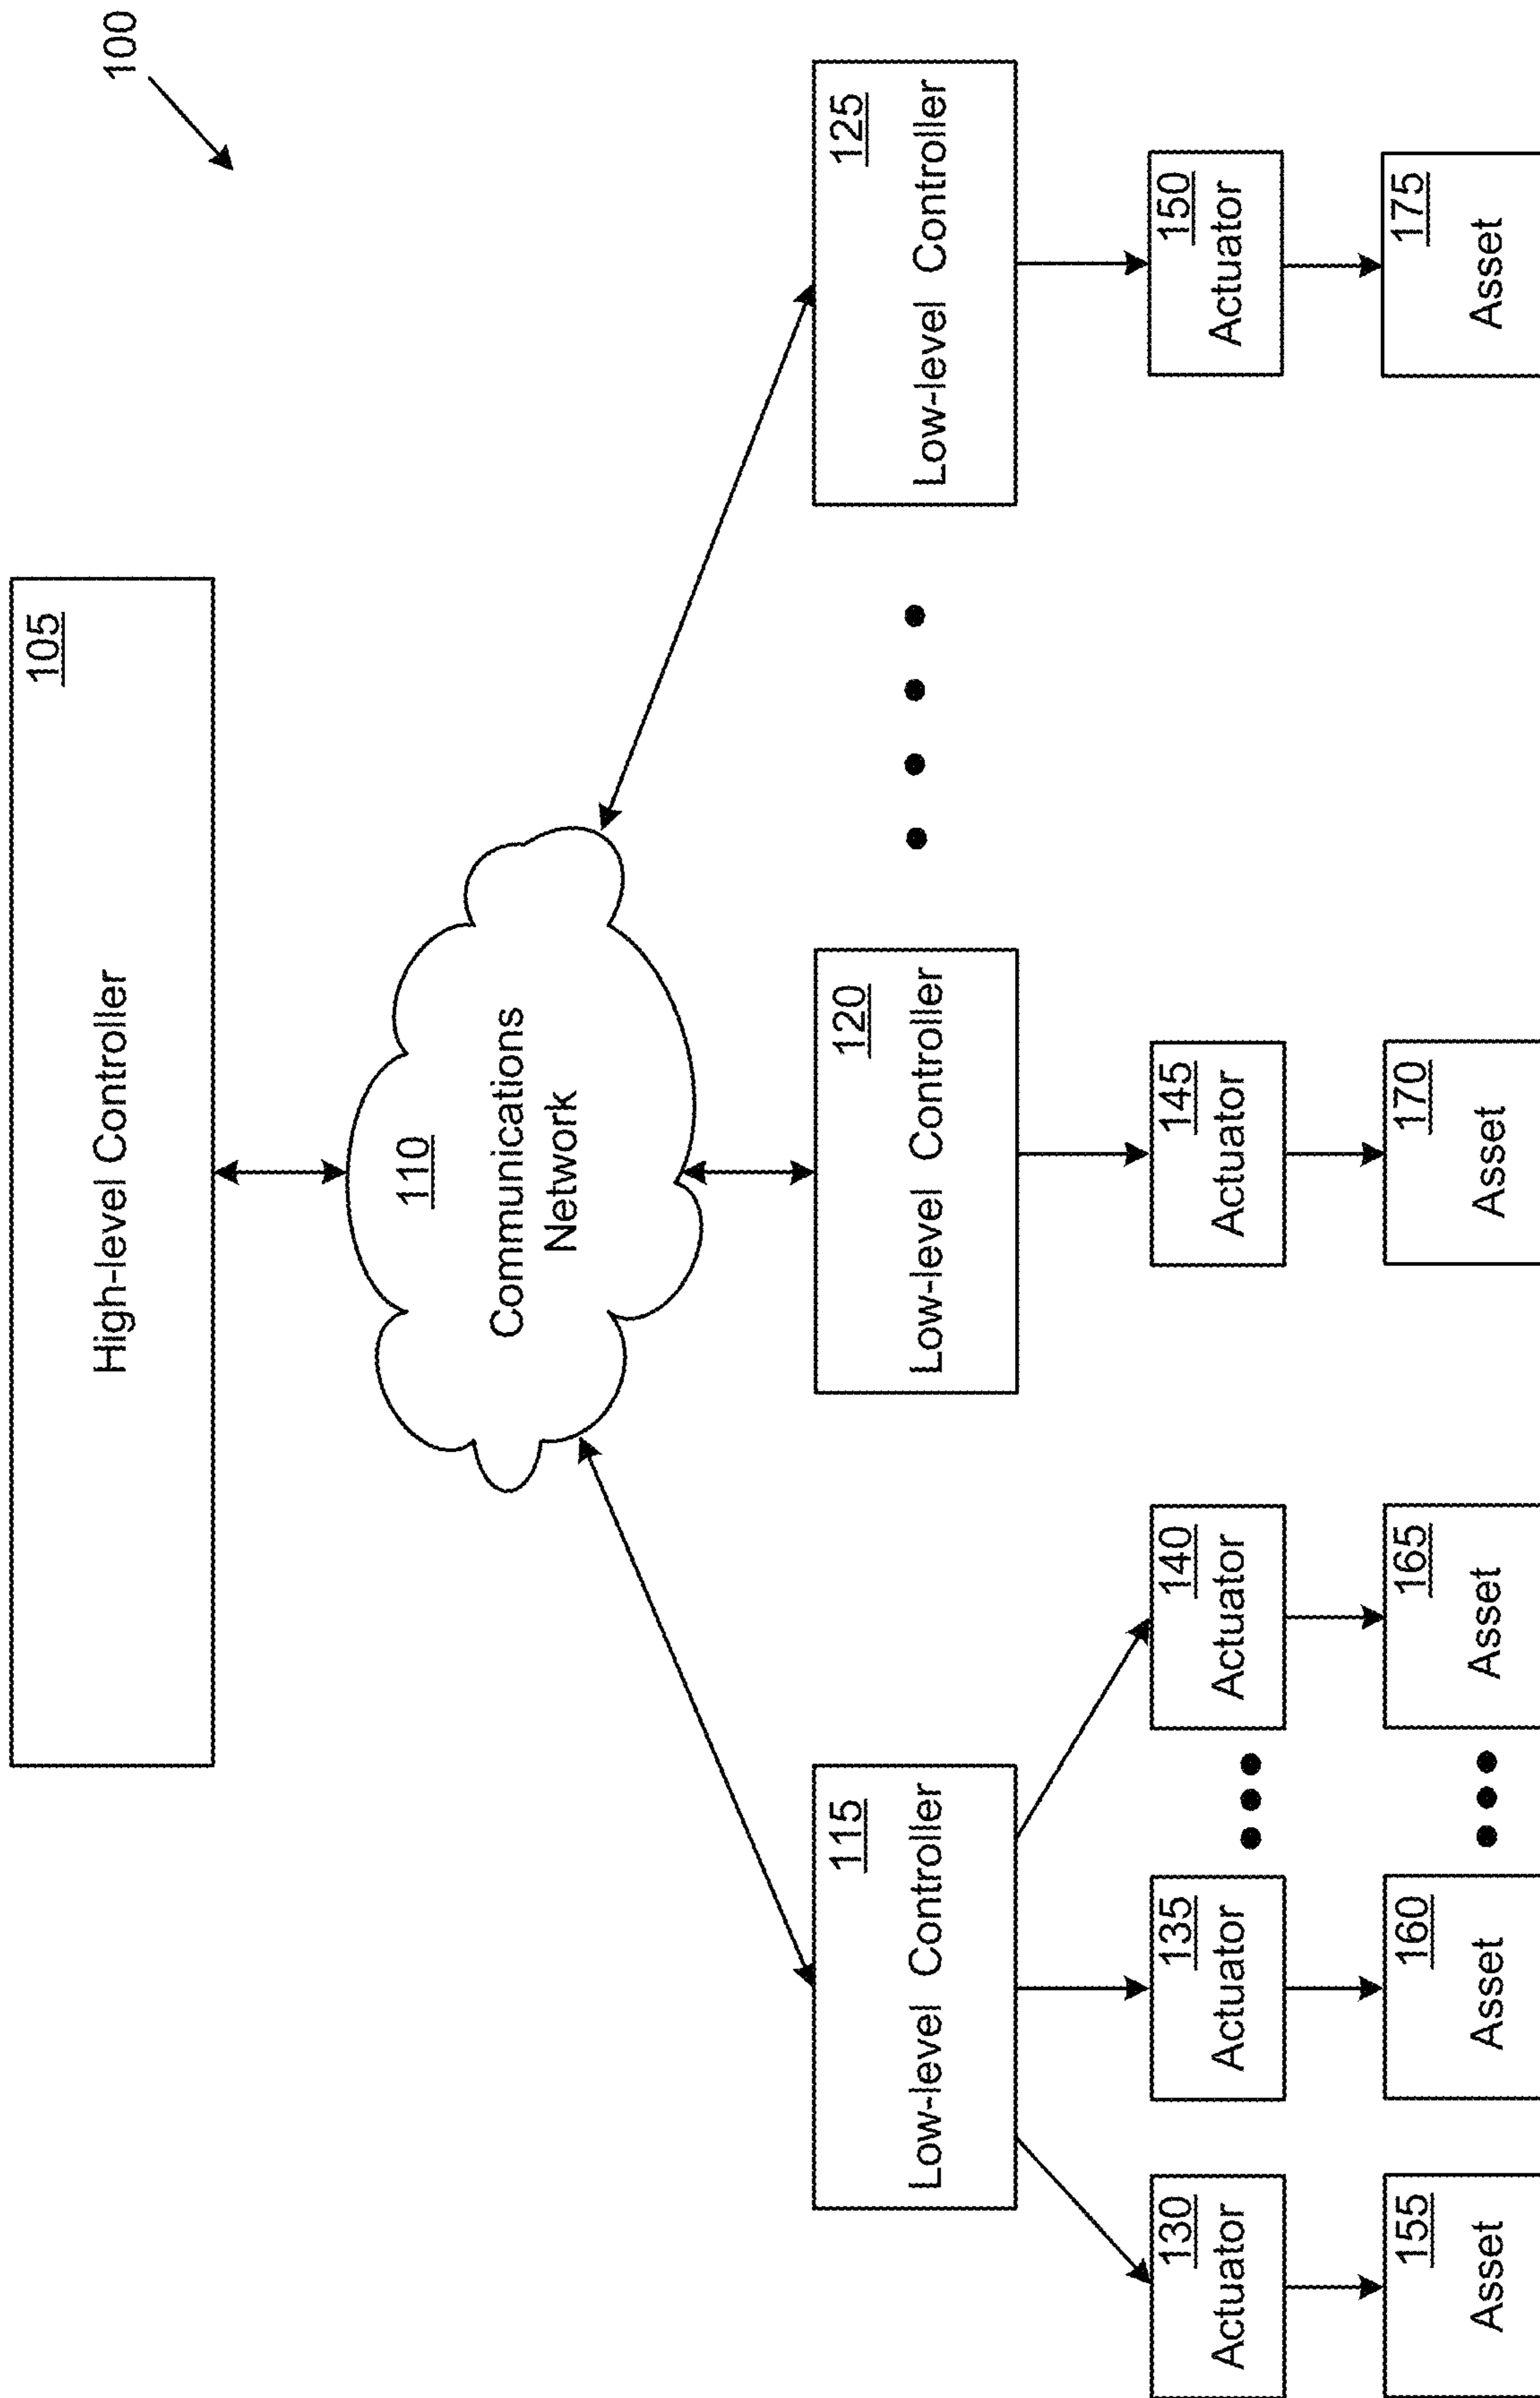 100
105
High-level Controller
110
Communications
Network
115
Low-level Controller
120
Low-level Controller
125
Low-level Controller
130
Actuator
135
Actuator
140
Actuator
145
Actuator
150
Actuator
155
Asset
160
Asset
165
Asset
170
Asset
175
Asset